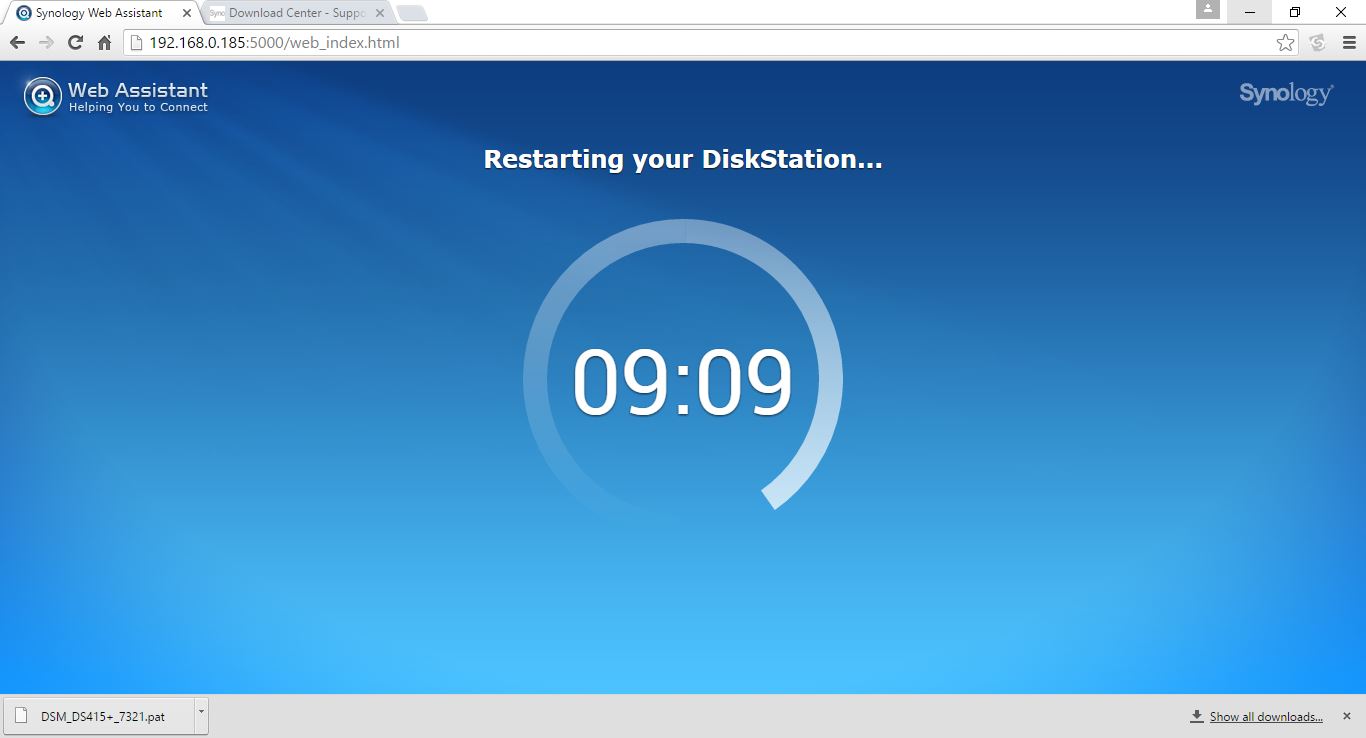 Synology Web Assistant
Download Center - Suppo
192.168.0.185:5000/web_index.html
Web Assistant
Helping You to Connect
Synology
Restarting your DiskStation...
09:09
DSM_DS415+_7321.pat
Show all downloads...